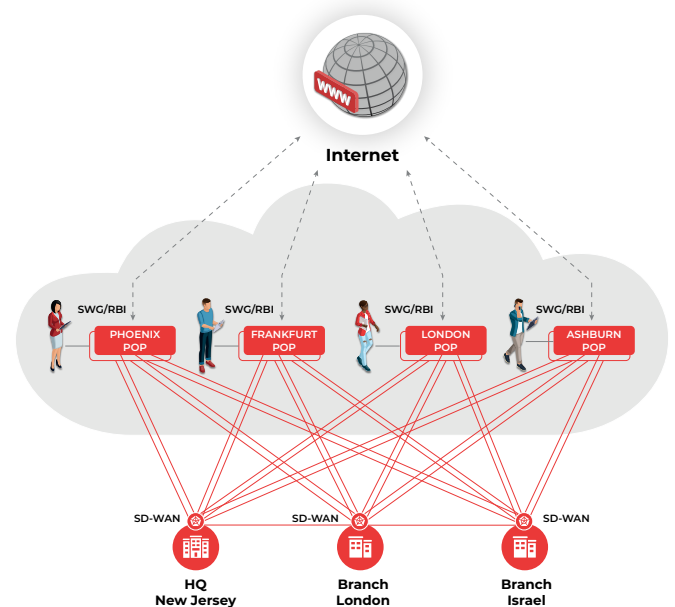 WWW
Internet
SWG/RBI
SWG/RBI
SWG/RBI
SWG/RBI
PHOENIX
POP
FRANKFURT
POP
LONDON
POP
ASHBURN
POP
SD-WAN
SD-WAN
SD-WAN
HQ
New Jersey
Branch
London
Branch
Israel